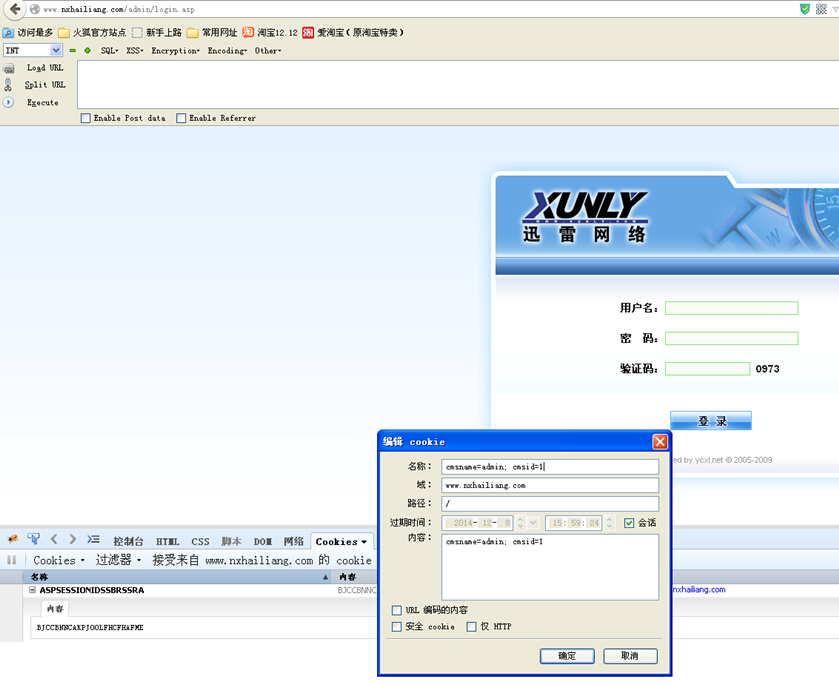 www.nxhailiang.com/admin/login.asp
访问最多 火狐官方站点 新手上路 常用网址 淘宝12.12 爱淘宝（原淘宝特卖）
INT SQL XSS Encryption Encoding Other
Load URL
Split URL
Execute
Enable Post data Enable Referrer
XUNLY
迅雷网络
用户名：
密 码：
验证码： 0973
登 录
ed by ycxl.net © 2005-2009
编辑 cookie
名称： cmsname=admin; cmsid=1
域： www.nxhailiang.com
路径： /
过期时间： 2014-12- 8 15:59:24 会话
内容： cmsname=admin; cmsid=1
URL 编码的内容
安全 cookie 仅 HTTP
确定 取消
控制台 HTML CSS 脚本 DOM 网络 Cookies
Cookies 过滤器 接受来自 www.nxhailiang.com 的 cookie
名称 内容
ASPSESSIONIDSSBRSSRA BJCCBNNC nxhailiang.com
内容
BJCCBNNCAKPJOOLFHCFHAFME